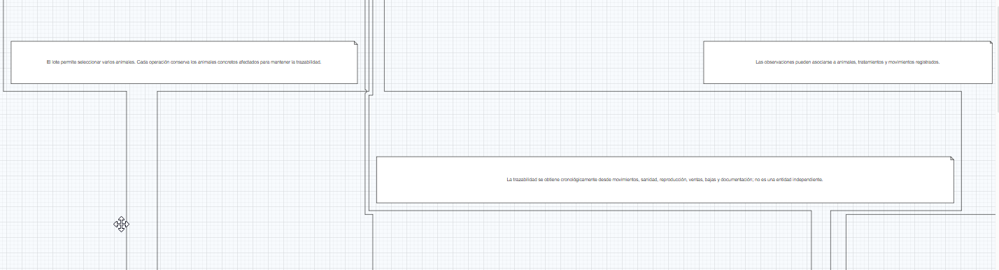 El lote permite seleccionar varios animales. Cada operación conserva los animales concretos afectados para mantener la trazabilidad.
Las observaciones pueden asociarse a animales, tratamientos y movimientos registrados.
La trazabilidad se obtiene cronológicamente desde movimientos, sanidad, reproducción, ventas, bajas y documentación; no es una entidad independiente.